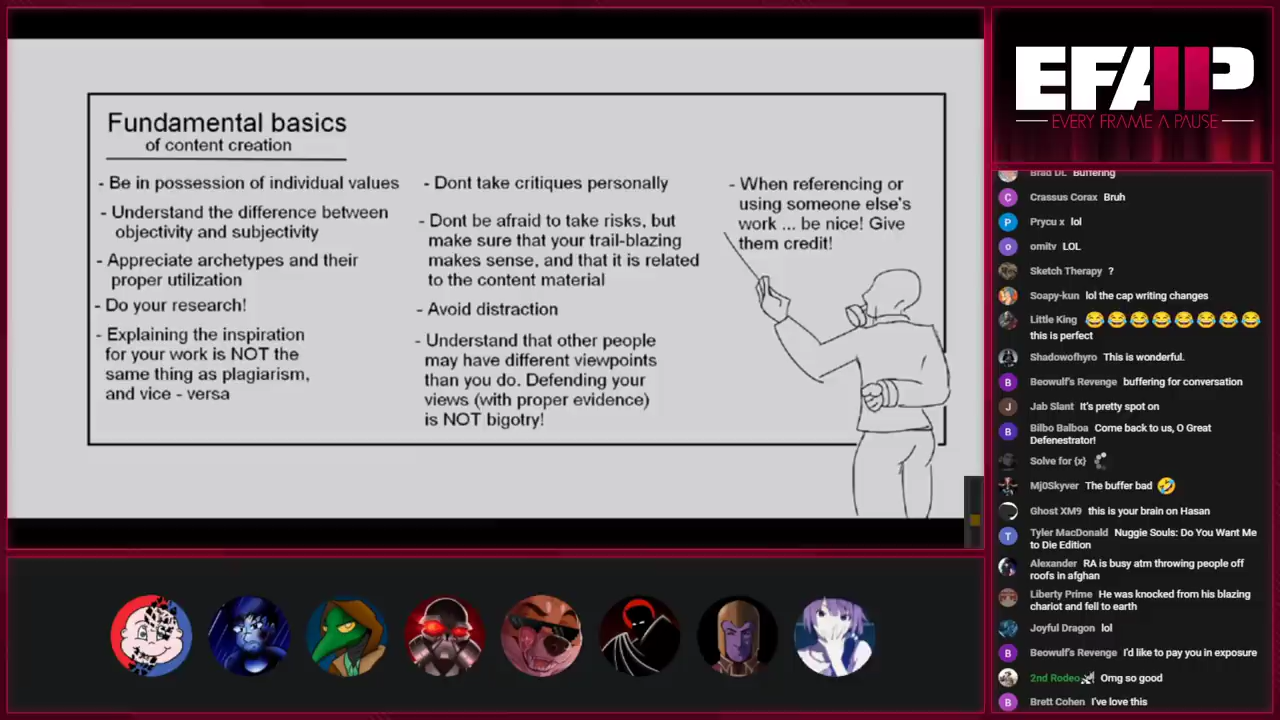 Fundamental basics
of content creation
- Be in possession of individual values
- Understand the difference between
objectivity and subjectivity
- Appreciate archetypes and their
proper utilization
- Do your research!
- Explaining the inspiration
for your work is NOT the
same thing as plagiarism,
and vice - versa
- Dont take critiques personally
- Dont be afraid to take risks, but
make sure that your trail-blazing
makes sense, and that it is related
to the content material
- Avoid distraction
- Understand that other people
may have different viewpoints
than you do. Defending your
views (with proper evidence)
is NOT bigotry!
- When referencing or
using someone else's
work ... be nice! Give
them credit!
EFAP
EVERY FRAME A PAUSE
Brad DL Buffering
C Crassus Corax Bruh
P Prycu x lol
o omitv LOL
Sketch Therapy ?
Soapy-kun lol the cap writing changes
Little King 😂😂😂😂😂😂😂😂
this is perfect
Shadowofhyro This is wonderful.
B Beowulf's Revenge buffering for conversation
J Jab Slant It's pretty spot on
B Bilbo Balboa Come back to us, O Great
Defenestrator!
Solve for {x}
Mj0Skyver The buffer bad 🤣
Ghost XM9 this is your brain on Hasan
T Tyler MacDonald Nuggie Souls: Do You Want Me
to Die Edition
Alexander RA is busy atm throwing people off
roofs in afghan
Liberty Prime He was knocked from his blazing
chariot and fell to earth
Joyful Dragon lol
B Beowulf's Revenge I'd like to pay you in exposure
2nd Rodeo Omg so good
B Brett Cohen I've love this